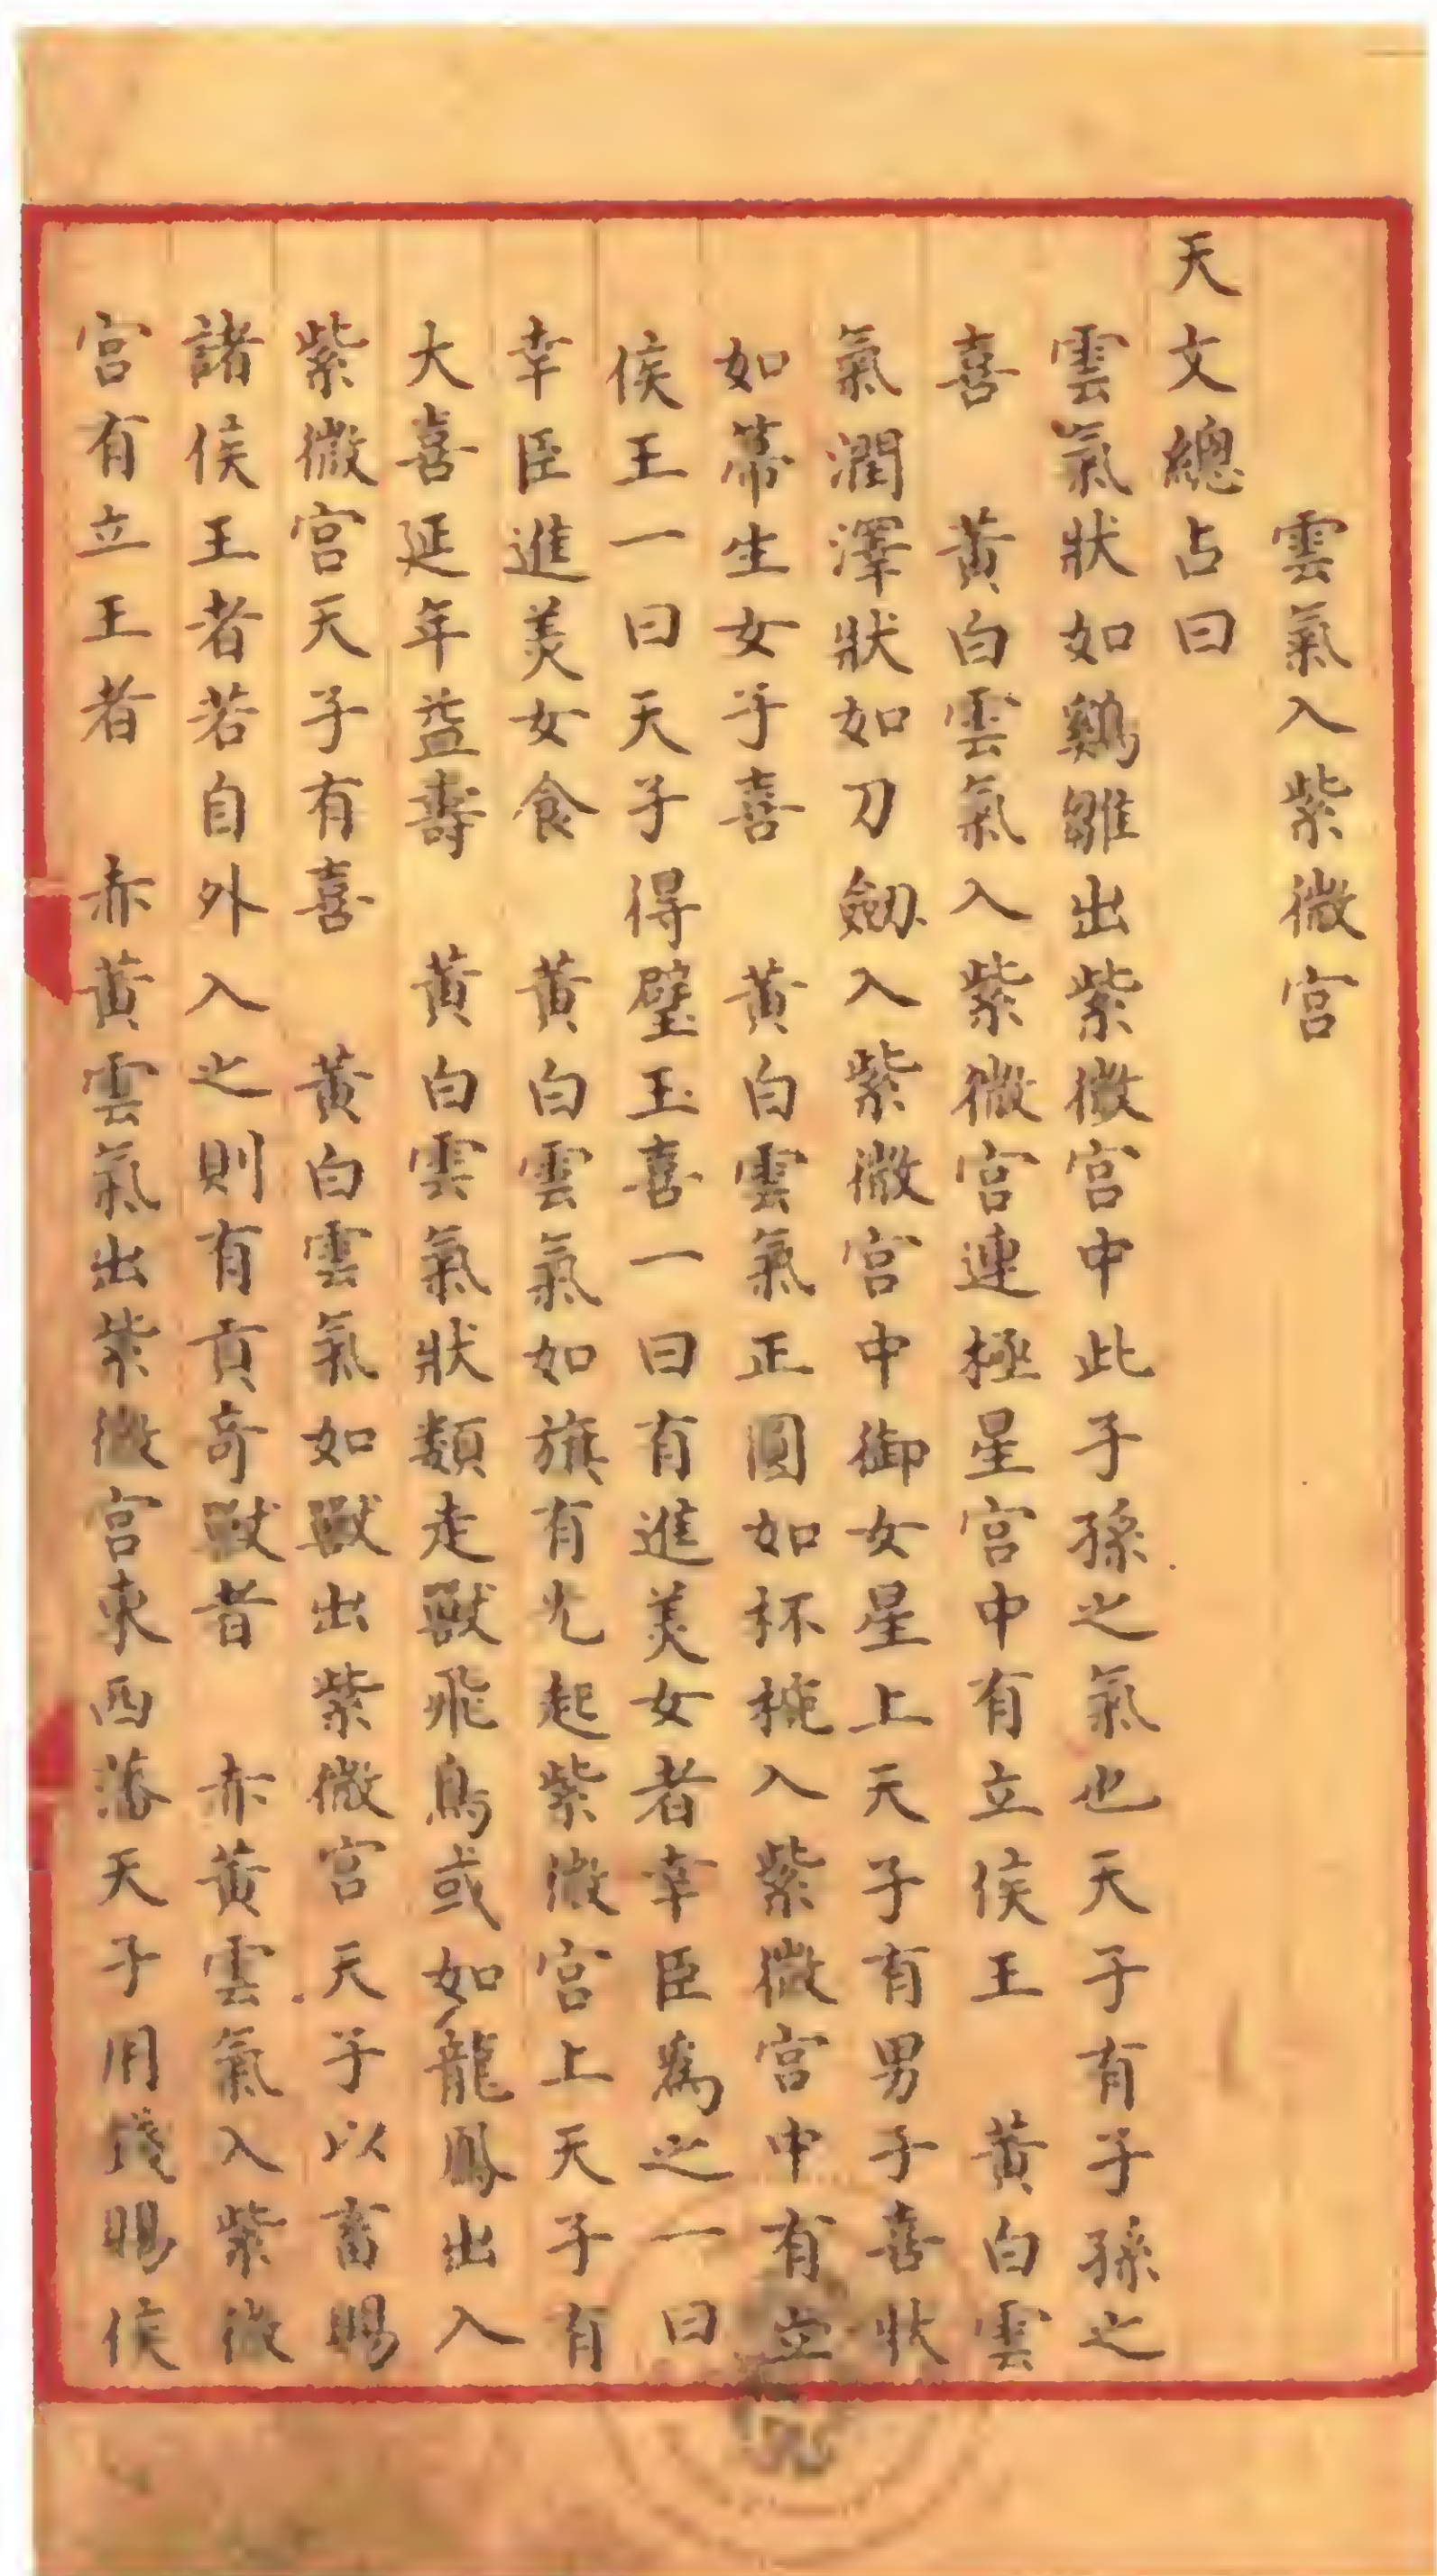 雲氣入紫微宮
天文總占曰
雲氣狀如鷄雛出紫微宮中此子孫之氣也天子有子孫之
喜　黃白雲氣入紫微宮連極星宮中有立侯王　黃白雲
氣潤澤狀如刀劒入紫微宮中御女星上天子有男子喜狀
如帶生女子喜　黃白雲氣正圓如杯椀入紫微宮中有立
侯王一曰天子得璧玉喜一曰有進美女者幸臣爲之一曰
幸臣進美女食　黃白雲氣如旗有光起紫微宮上天子有
大喜延年益壽　黃白雲氣狀類走獸飛鳥或如龍鳳出入
紫微宮天子有喜　黃白雲氣如獸出紫微宮天子以畜賜
諸侯王者若自外入之則有貢奇獸者　赤黃雲氣入紫微
宮有立王者　赤黃雲氣出紫微宮東西藩天子用錢賜侯